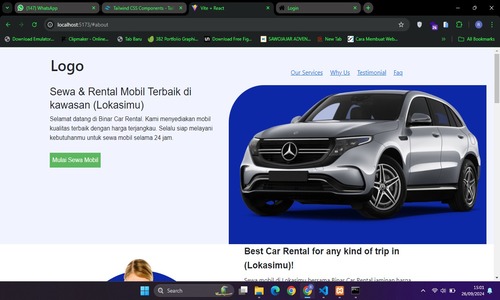 (147) WhatsApp
Tailwind CSS Components - Ta
Vite + React
Login
localhost:5173/#about
Download Emulator...
Clipmaker - Online...
Tab Baru
382 Portfolio Graphi...
Download Free Fig...
SAWOJAJAR ADVEN...
New Tab
Cara Membuat Web...
All Bookmarks
Logo
Our Services
Why Us
Testimonial
Faq
Sewa & Rental Mobil Terbaik di
kawasan (Lokasimu)
Selamat datang di Binar Car Rental. Kami menyediakan mobil
kualitas terbaik dengan harga terjangkau. Selalu siap melayani
kebutuhanmu untuk sewa mobil selama 24 jam.
Mulai Sewa Mobil
Best Car Rental for any kind of trip in
(Lokasimu)!
Sewa mobil di (Lokasimu) bersama Binar Car Rental jaminan harga
Search
15:01
26/09/2024